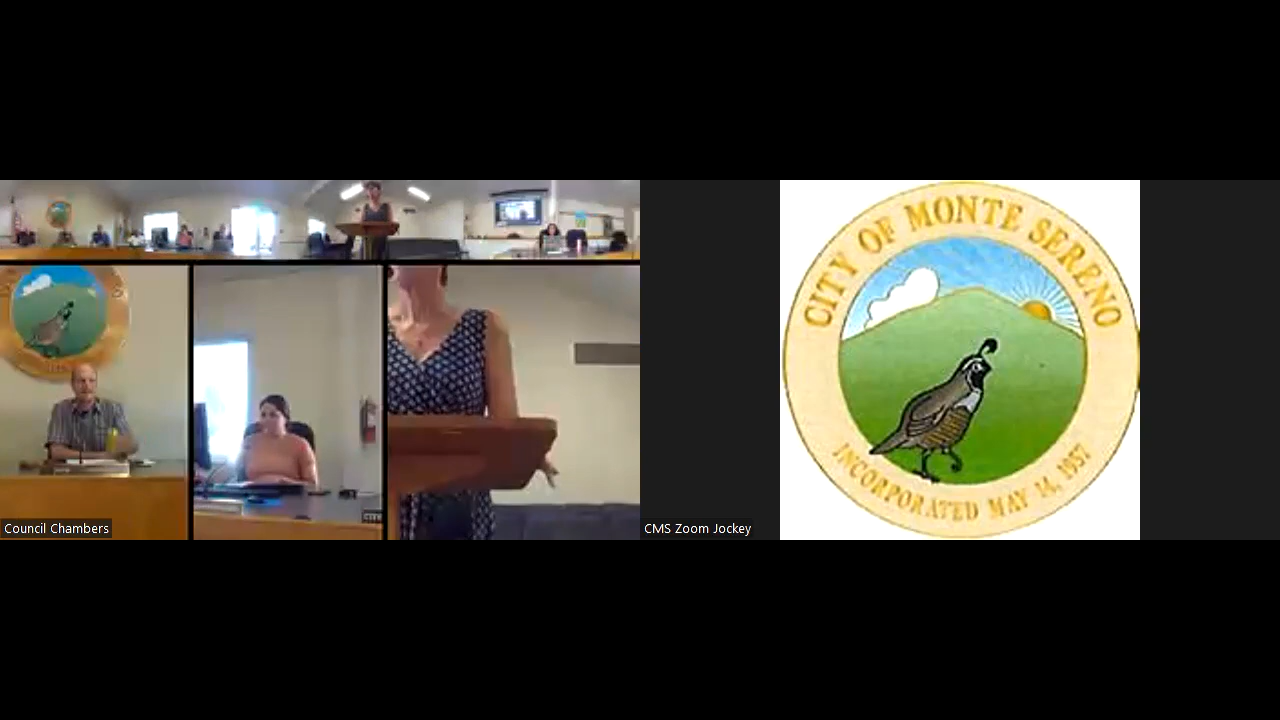 CITY OF MONTE SERENO
INCORPORATED MAY 14, 1957
Council Chambers
CMS Zoom Jockey